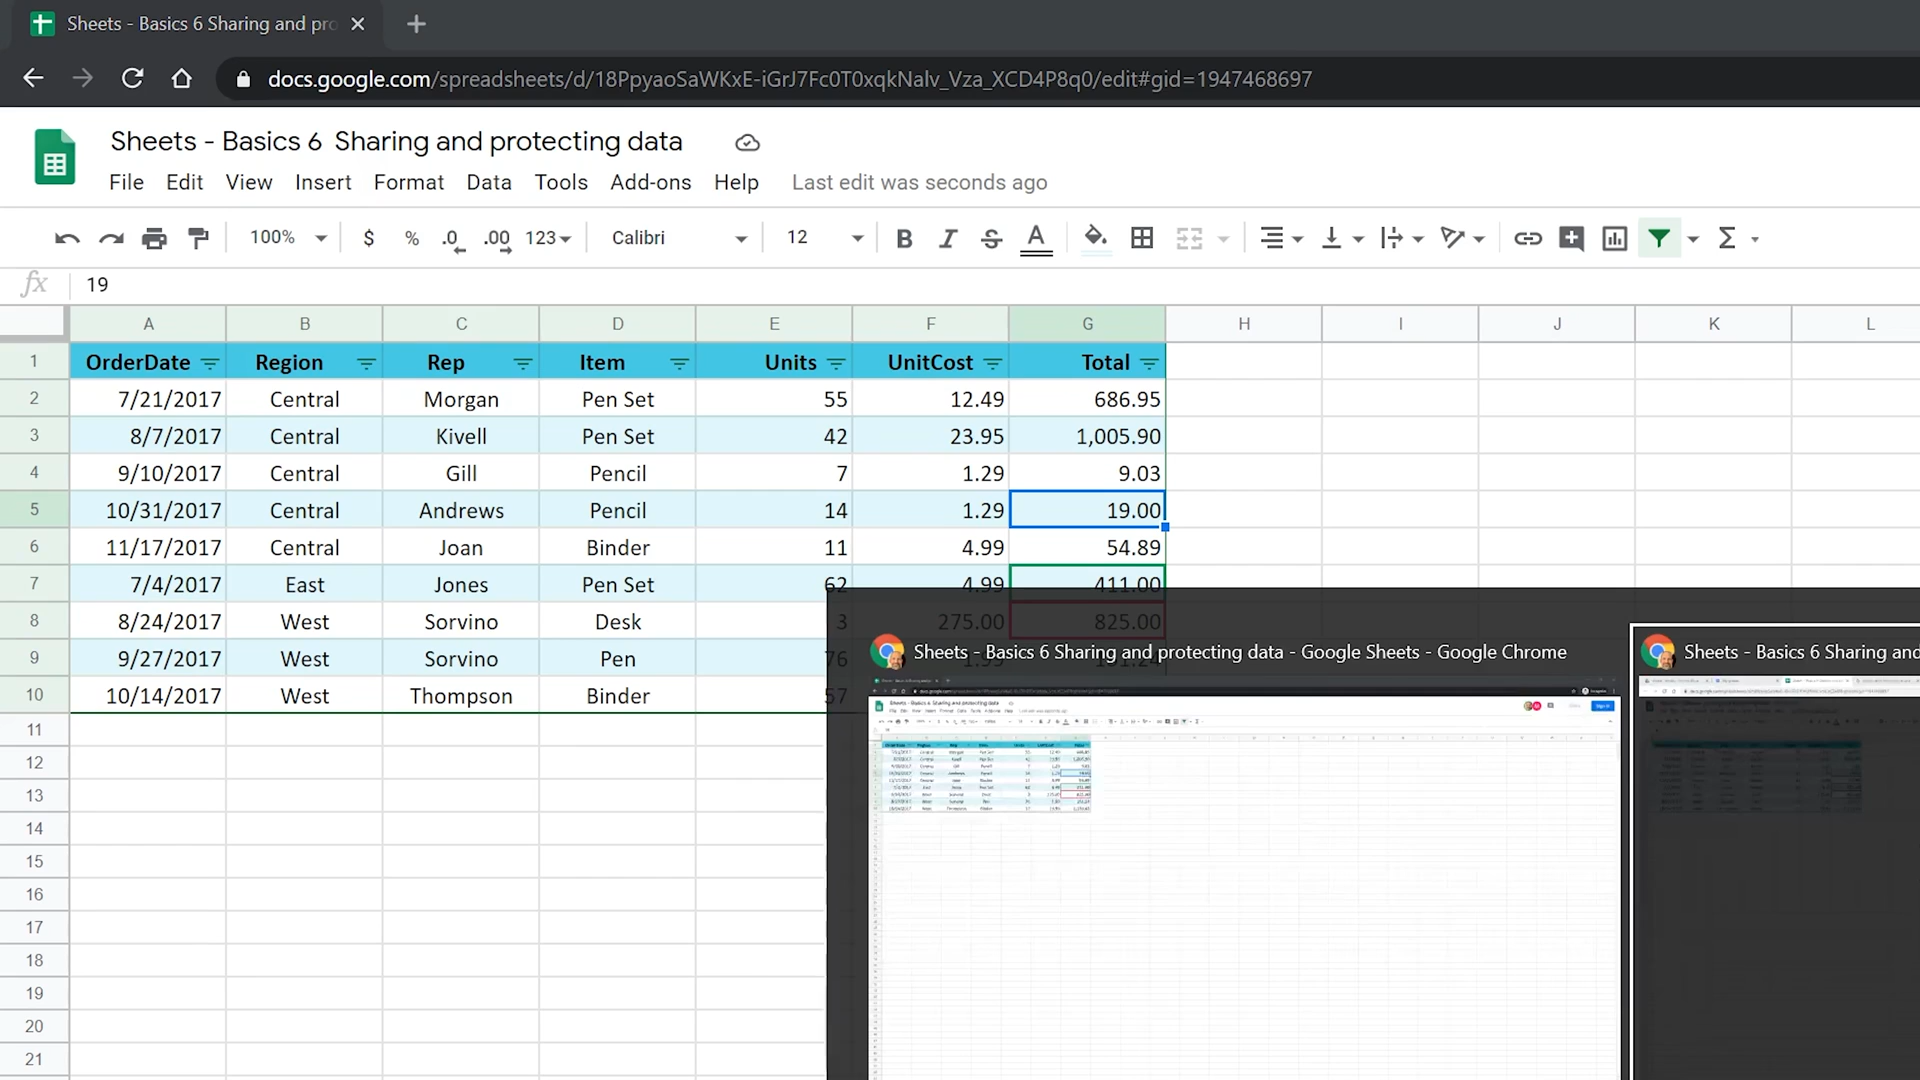 Sheets - Basics 6 Sharing and pro
docs.google.com/spreadsheets/d/18PpyaoSaWKxE-iGrJ7Fc0T0xqkNalv_Vza_XCD4P8q0/edit#gid=1947468697
Sheets - Basics 6 Sharing and protecting data
File Edit View Insert Format Data Tools Add-ons Help Last edit was seconds ago
100% $ % .0 .00 123 Calibri 12 B I S A Σ
fx 19
A B C D E F G H I J K L
1 OrderDate Region Rep Item Units UnitCost Total
2 7/21/2017 Central Morgan Pen Set 55 12.49 686.95
3 8/7/2017 Central Kivell Pen Set 42 23.95 1,005.90
4 9/10/2017 Central Gill Pencil 7 1.29 9.03
5 10/31/2017 Central Andrews Pencil 14 1.29 19.00
6 11/17/2017 Central Joan Binder 11 4.99 54.89
7 7/4/2017 East Jones Pen Set 62 4.99 411.00
8 8/24/2017 West Sorvino Desk 3 275.00 825.00
9 9/27/2017 West Sorvino Pen 76 1.99 151.24
10 10/14/2017 West Thompson Binder 57
Sheets - Basics 6 Sharing and protecting data - Google Sheets - Google Chrome
Sheets - Basics 6 Sharing and
11
12
13
14
15
16
17
18
19
20
21